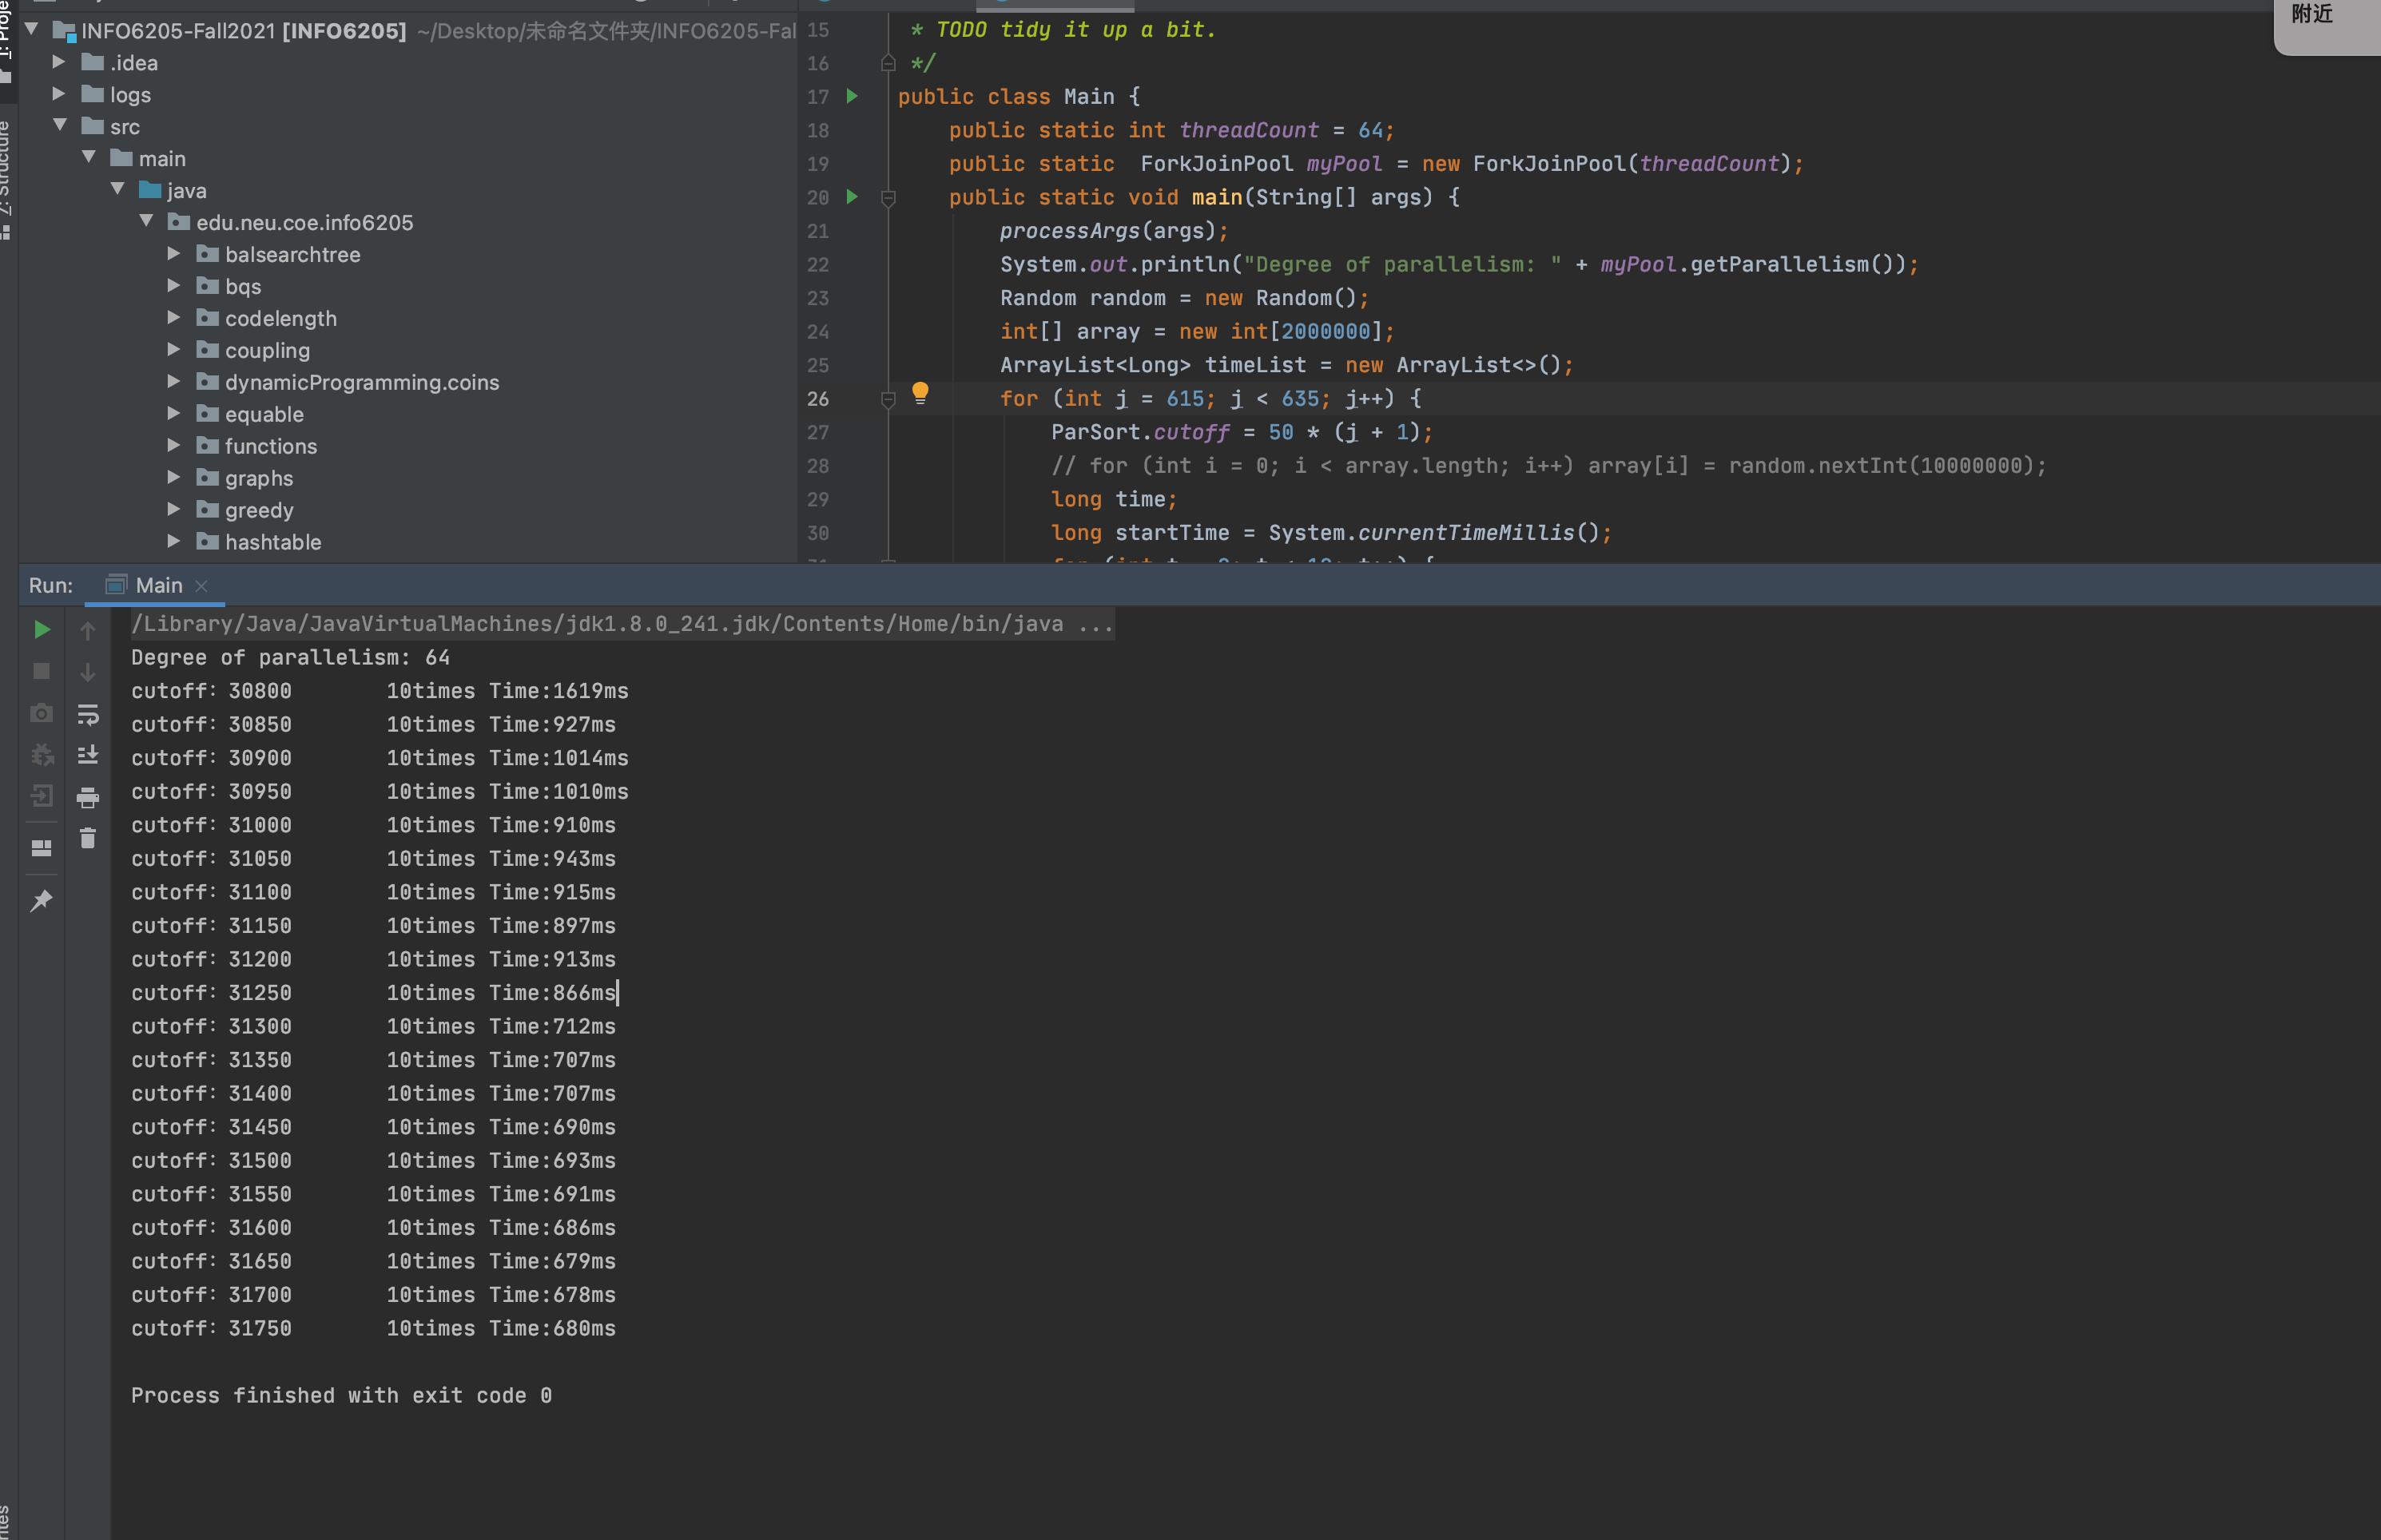 附近
1: Proje
INFO6205-Fall2021 [INFO6205] ~/Desktop/未命名文件夹/INFO6205-Fal
.idea
logs
src
main
java
edu.neu.coe.info6205
balsearchtree
bqs
codelength
coupling
dynamicProgramming.coins
equable
functions
graphs
greedy
hashtable
Z: Structure
15 * TODO tidy it up a bit.
16 */
17 public class Main {
18 public static int threadCount = 64;
19 public static  ForkJoinPool myPool = new ForkJoinPool(threadCount);
20 public static void main(String[] args) {
21 processArgs(args);
22 System.out.println("Degree of parallelism: " + myPool.getParallelism());
23 Random random = new Random();
24 int[] array = new int[2000000];
25 ArrayList<Long> timeList = new ArrayList<>();
26 for (int j = 615; j < 635; j++) {
27 ParSort.cutoff = 50 * (j + 1);
28 // for (int i = 0; i < array.length; i++) array[i] = random.nextInt(10000000);
29 long time;
30 long startTime = System.currentTimeMillis();
Run: Main
/Library/Java/JavaVirtualMachines/jdk1.8.0_241.jdk/Contents/Home/bin/java ...
Degree of parallelism: 64
cutoff: 30800 10times Time:1619ms
cutoff: 30850 10times Time:927ms
cutoff: 30900 10times Time:1014ms
cutoff: 30950 10times Time:1010ms
cutoff: 31000 10times Time:910ms
cutoff: 31050 10times Time:943ms
cutoff: 31100 10times Time:915ms
cutoff: 31150 10times Time:897ms
cutoff: 31200 10times Time:913ms
cutoff: 31250 10times Time:866ms
cutoff: 31300 10times Time:712ms
cutoff: 31350 10times Time:707ms
cutoff: 31400 10times Time:707ms
cutoff: 31450 10times Time:690ms
cutoff: 31500 10times Time:693ms
cutoff: 31550 10times Time:691ms
cutoff: 31600 10times Time:686ms
cutoff: 31650 10times Time:679ms
cutoff: 31700 10times Time:678ms
cutoff: 31750 10times Time:680ms
Process finished with exit code 0